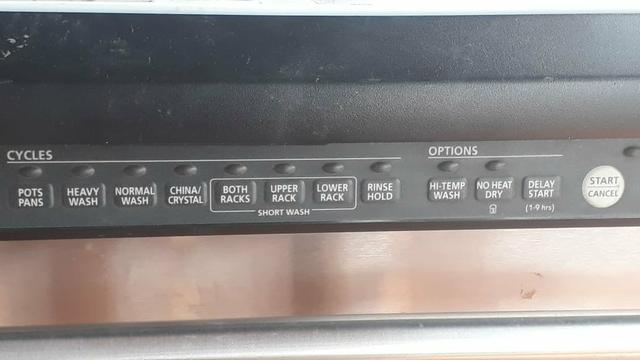 CYCLES
POTS
PANS
HEAVY
WASH
NORMAL
WASH
CHINA/
CRYSTAL
BOTH
RACKS
UPPER
RACK
LOWER
RACK
SHORT WASH
RINSE
HOLD
OPTIONS
HI-TEMP
WASH
NO HEAT
DRY
DELAY
START
(1-9 hrs)
START
CANCEL